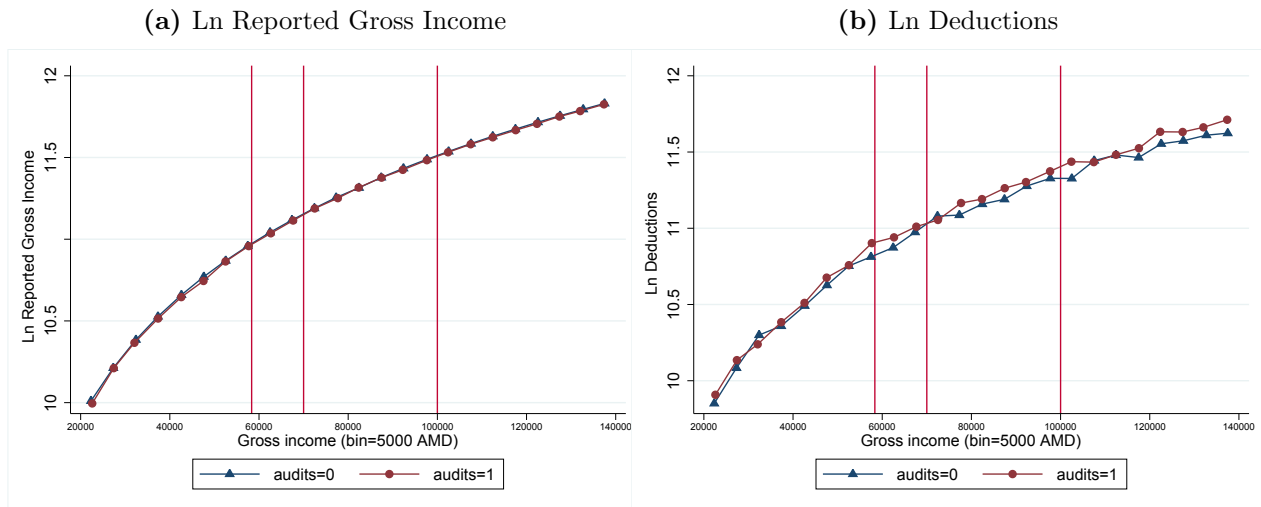 (a) Ln Reported Gross Income
12
11.5
11
10.5
10
Ln Reported Gross Income
20000 40000 60000 80000 100000 120000 140000
Gross income (bin=5000 AMD)
audits=0 audits=1
(b) Ln Deductions
12
11.5
11
10.5
10
Ln Deductions
20000 40000 60000 80000 100000 120000 140000
Gross income (bin=5000 AMD)
audits=0 audits=1